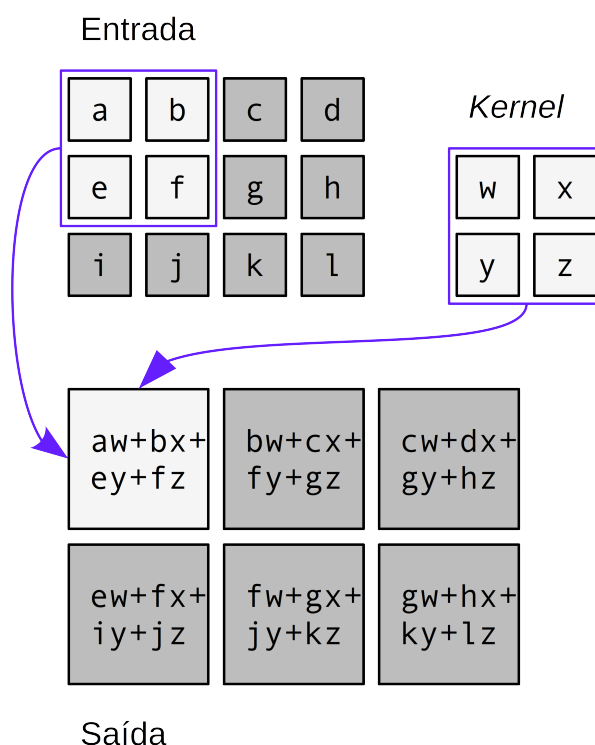 Entrada
a b c d
Kernel
e f g h
w x
i j k l
y z
aw+bx+
ey+fz
bw+cx+
fy+gz
cw+dx+
gy+hz
ew+fx+
iy+jz
fw+gx+
jy+kz
gw+hx+
ky+lz
Saída